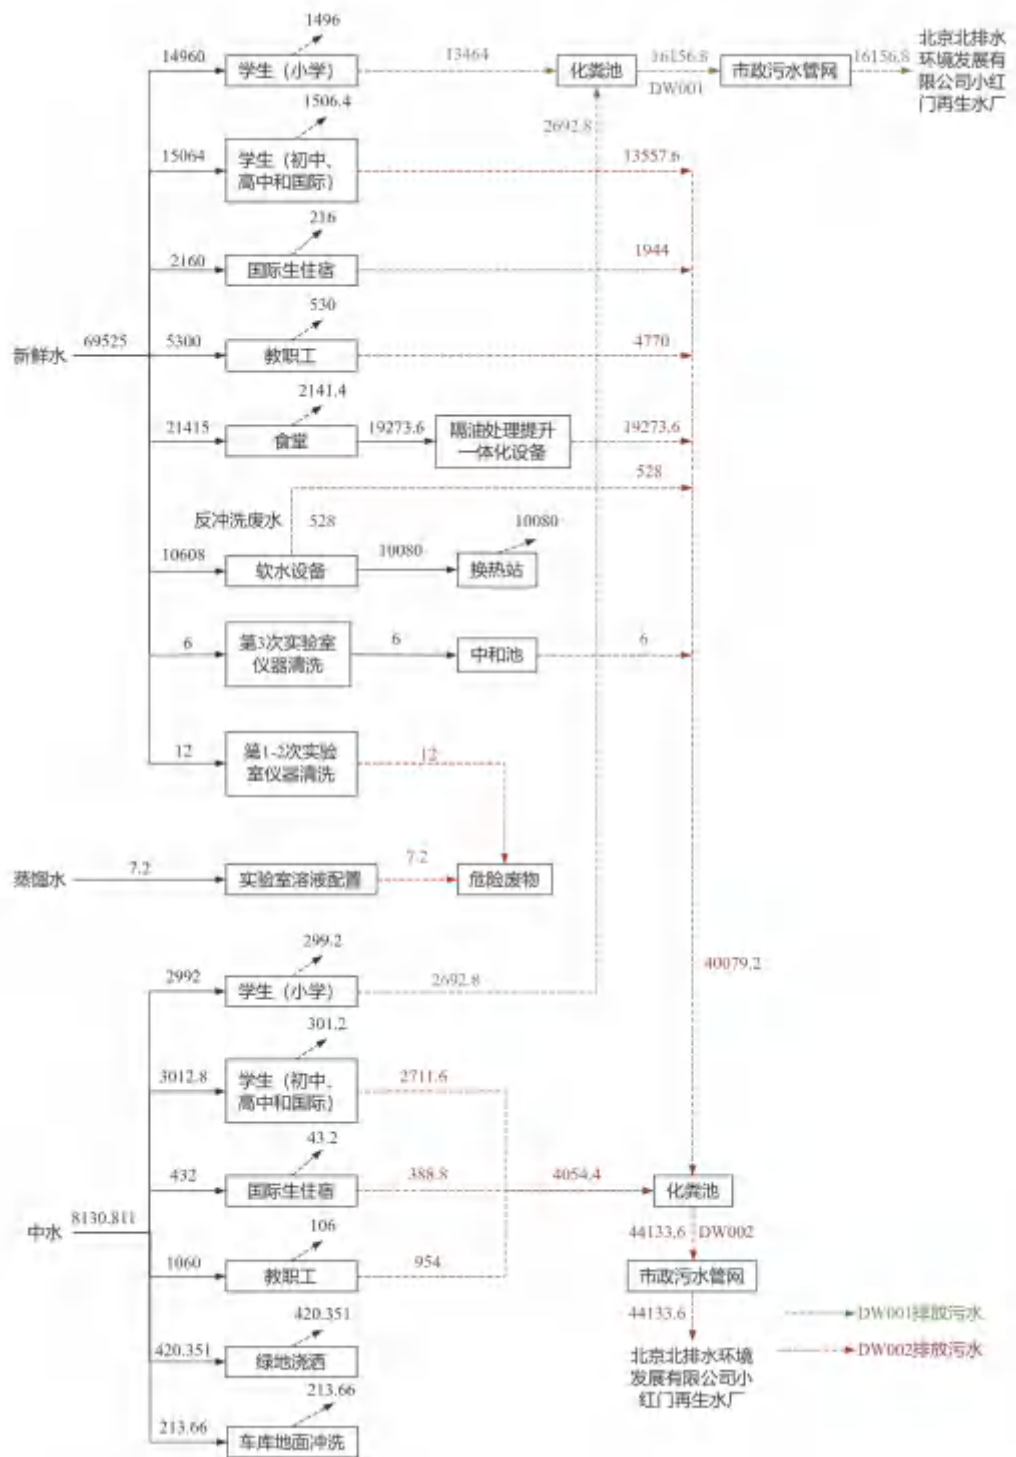 1496
14960
学生（小学）
13464
化粪池
16156.8
DW001
市政污水管网
16156.8
北京北排水
环境发展有
限公司小红
门再生水厂
1506.4
2692.8
15064
学生（初中、
高中和国际）
13557.6
216
2160
国际生住宿
1944
530
新鲜水
69525
5300
教职工
4770
2141.4
21415
食堂
19273.6
隔油处理提升
一体化设备
19273.6
528
反冲洗废水
528
10080
10608
软水设备
10080
换热站
6
第3次实验室
仪器清洗
6
中和池
6
12
第1-2次实验
室仪器清洗
12
蒸馏水
7.2
实验室溶液配置
7.2
危险废物
299.2
40079.2
2992
学生（小学）
2692.8
301.2
3012.8
学生（初中、
高中和国际）
2711.6
43.2
432
国际生住宿
388.8
4054.4
化粪池
中水
8130.811
106
44133.6
DW002
1060
教职工
954
市政污水管网
420.351
44133.6
DW001排放污水
420.351
绿地浇洒
DW002排放污水
北京北排水环境
发展有限公司小
红门再生水厂
213.66
213.66
车库地面冲洗